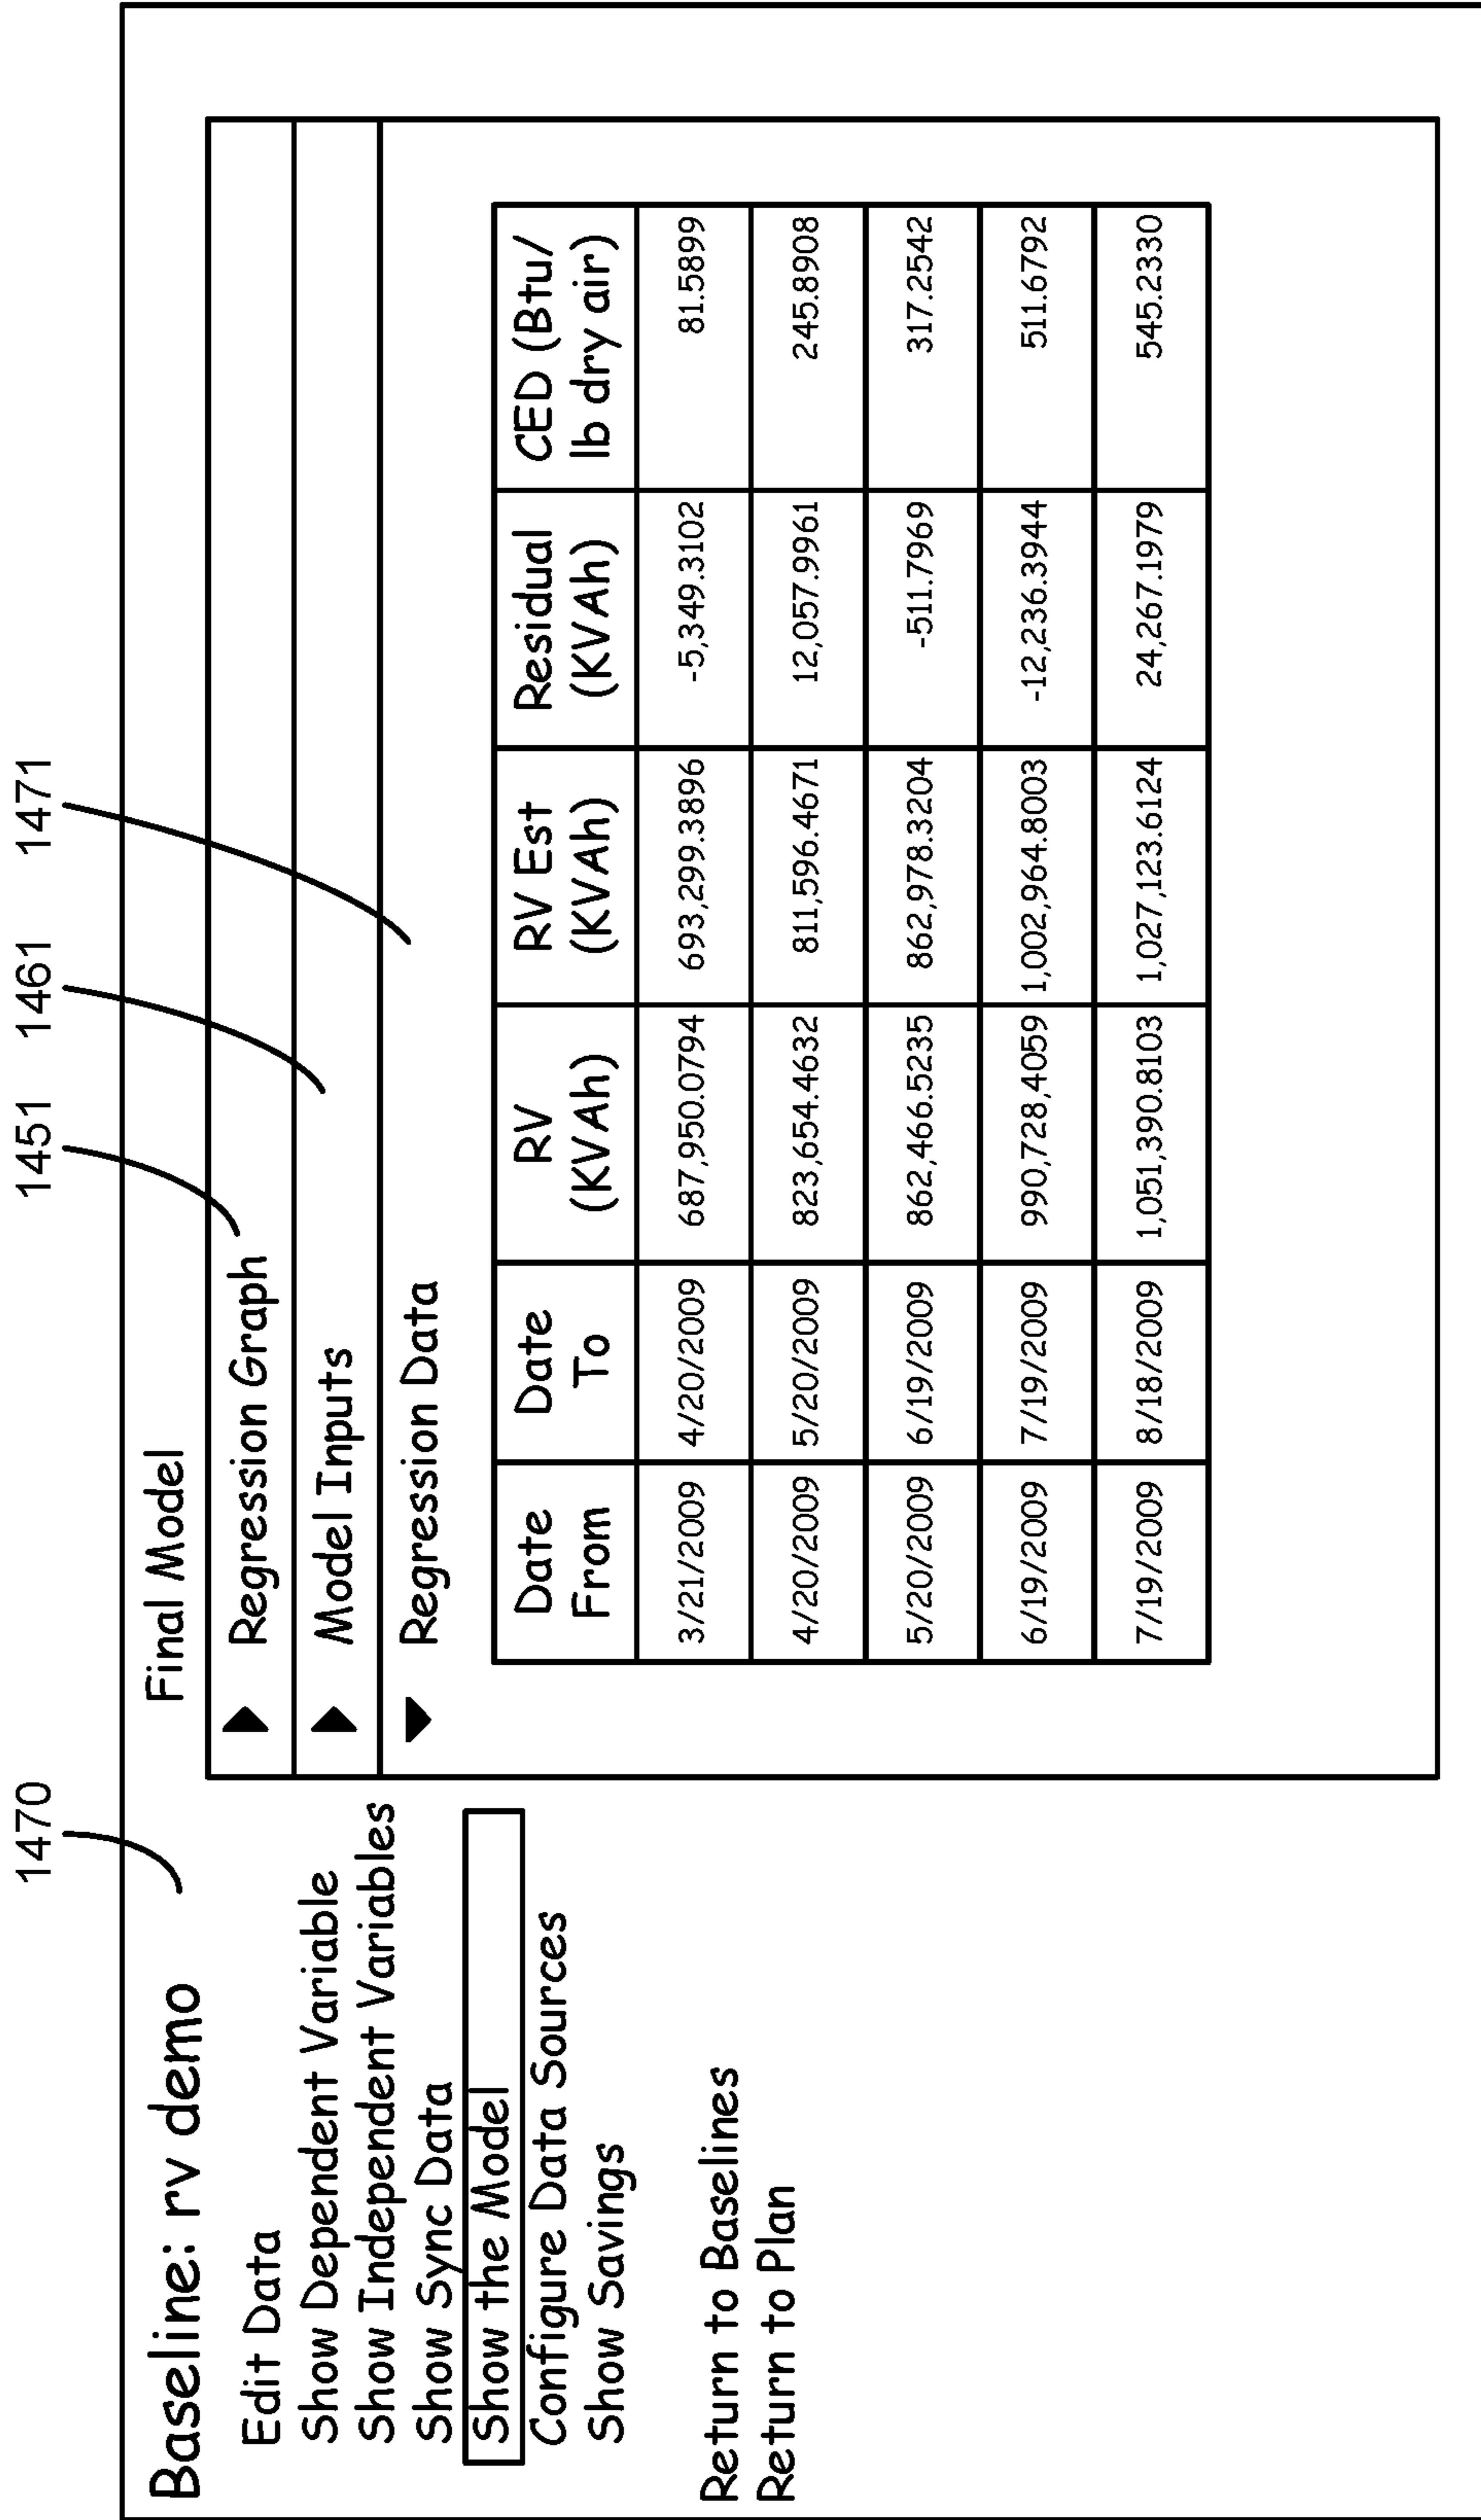 1470
1451
1461
1471
Baseline: rv demo
Edit Data
Show Dependent Variable
Show Independent Variables
Show Sync Data
Show the Model
Configure Data Sources
Show Savings
Return to Baselines
Return to Plan
Final Model
Regression Graph
Model Inputs
Regression Data
Date From | Date To | RV (KVAh) | RV Est (KVAh) | Residual (KVAh) | CED (Btu/ lb dry air)
3/21/2009 4/20/2009 687,950.0794 693,299.3896 -5,349.3102 81.5899
4/20/2009 5/20/2009 823,654.4632 811,596.4671 12,057.9961 245.8908
5/20/2009 6/19/2009 862,466.5235 862,978.3204 -511.7969 317.2542
6/19/2009 7/19/2009 990,728,4059 1,002,964.8003 -12,236.3944 511.6792
7/19/2009 8/18/2009 1,051,390.8103 1,027,123.6124 24,267.1979 545.2330